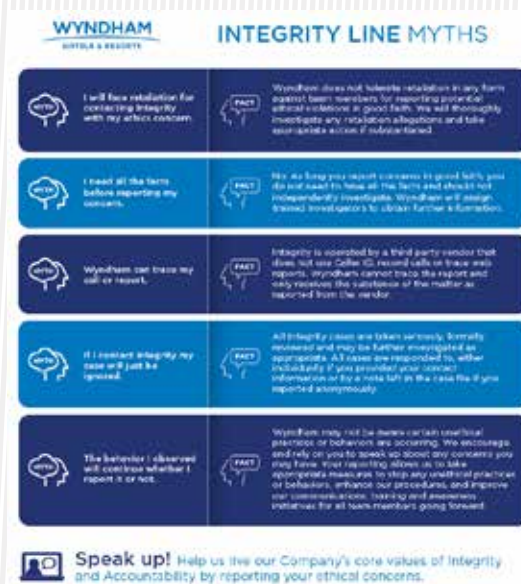 WYNDHAM
HOTELS & RESORTS
INTEGRITY LINE MYTHS
MYTH
I will face retaliation for
contacting Integrity
with my ethics concern.
FACT
Wyndham does not tolerate retaliation in any form
against team members for reporting potential
ethical violations in good faith. We will thoroughly
investigate any retaliation allegations and take
appropriate action if substantiated.
MYTH
I need all the facts
before reporting my
concern.
FACT
No. As long you report concerns in good faith, you
do not need to have all the facts and should not
independently investigate. Wyndham will assign
trained investigators to obtain further information.
MYTH
Wyndham can trace my
call or report.
FACT
Integrity is operated by a third party vendor that
does not use Caller ID, record calls or trace web
reports. Wyndham cannot trace the report and
only receives the substance of the matter as
reported from the vendor.
MYTH
If I contact Integrity my
case will just be
ignored.
FACT
All Integrity cases are taken seriously, formally
reviewed and may be further investigated as
appropriate. All cases are responded to, either
individually if you provided your contact
information or by a note left in the case file if you
reported anonymously.
MYTH
The behavior I observed
will continue whether I
report it or not.
FACT
Wyndham may not be aware certain unethical
practices or behaviors are occurring. We encourage
and rely on you to speak up about any concerns you
may have. Your reporting allows us to take
appropriate measures to stop any unethical practices
or behaviors, enhance our procedures, and improve
our communications, training and awareness
initiatives for all team members going forward.
Speak up! Help us live our Company's core values of Integrity
and Accountability by reporting your ethical concerns.